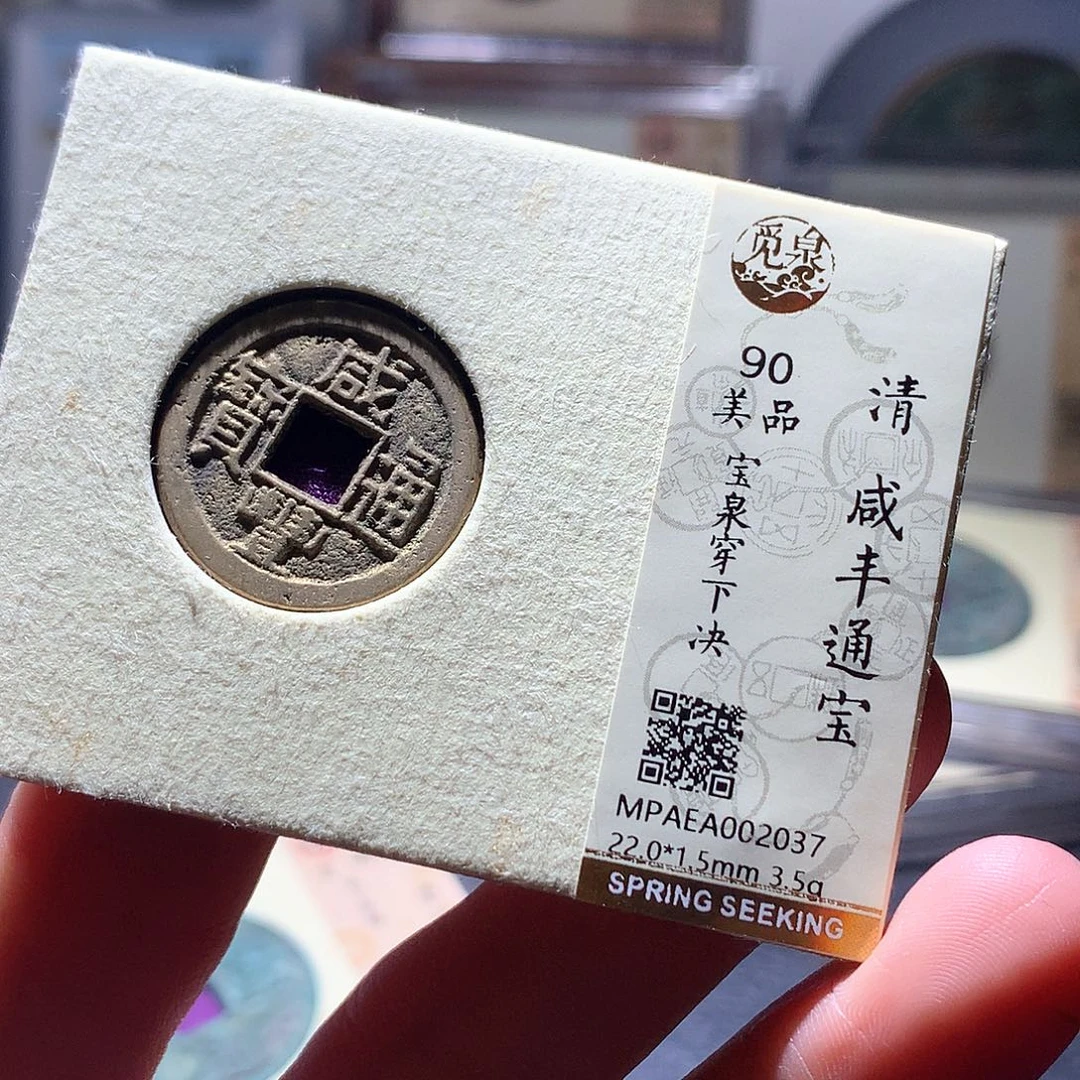 咸豐通寶
覓泉
90
美品
宝泉穿下决
清 咸丰通宝
MPAEA002037
22.0*1.5mm 3.5g
SPRING SEEKING